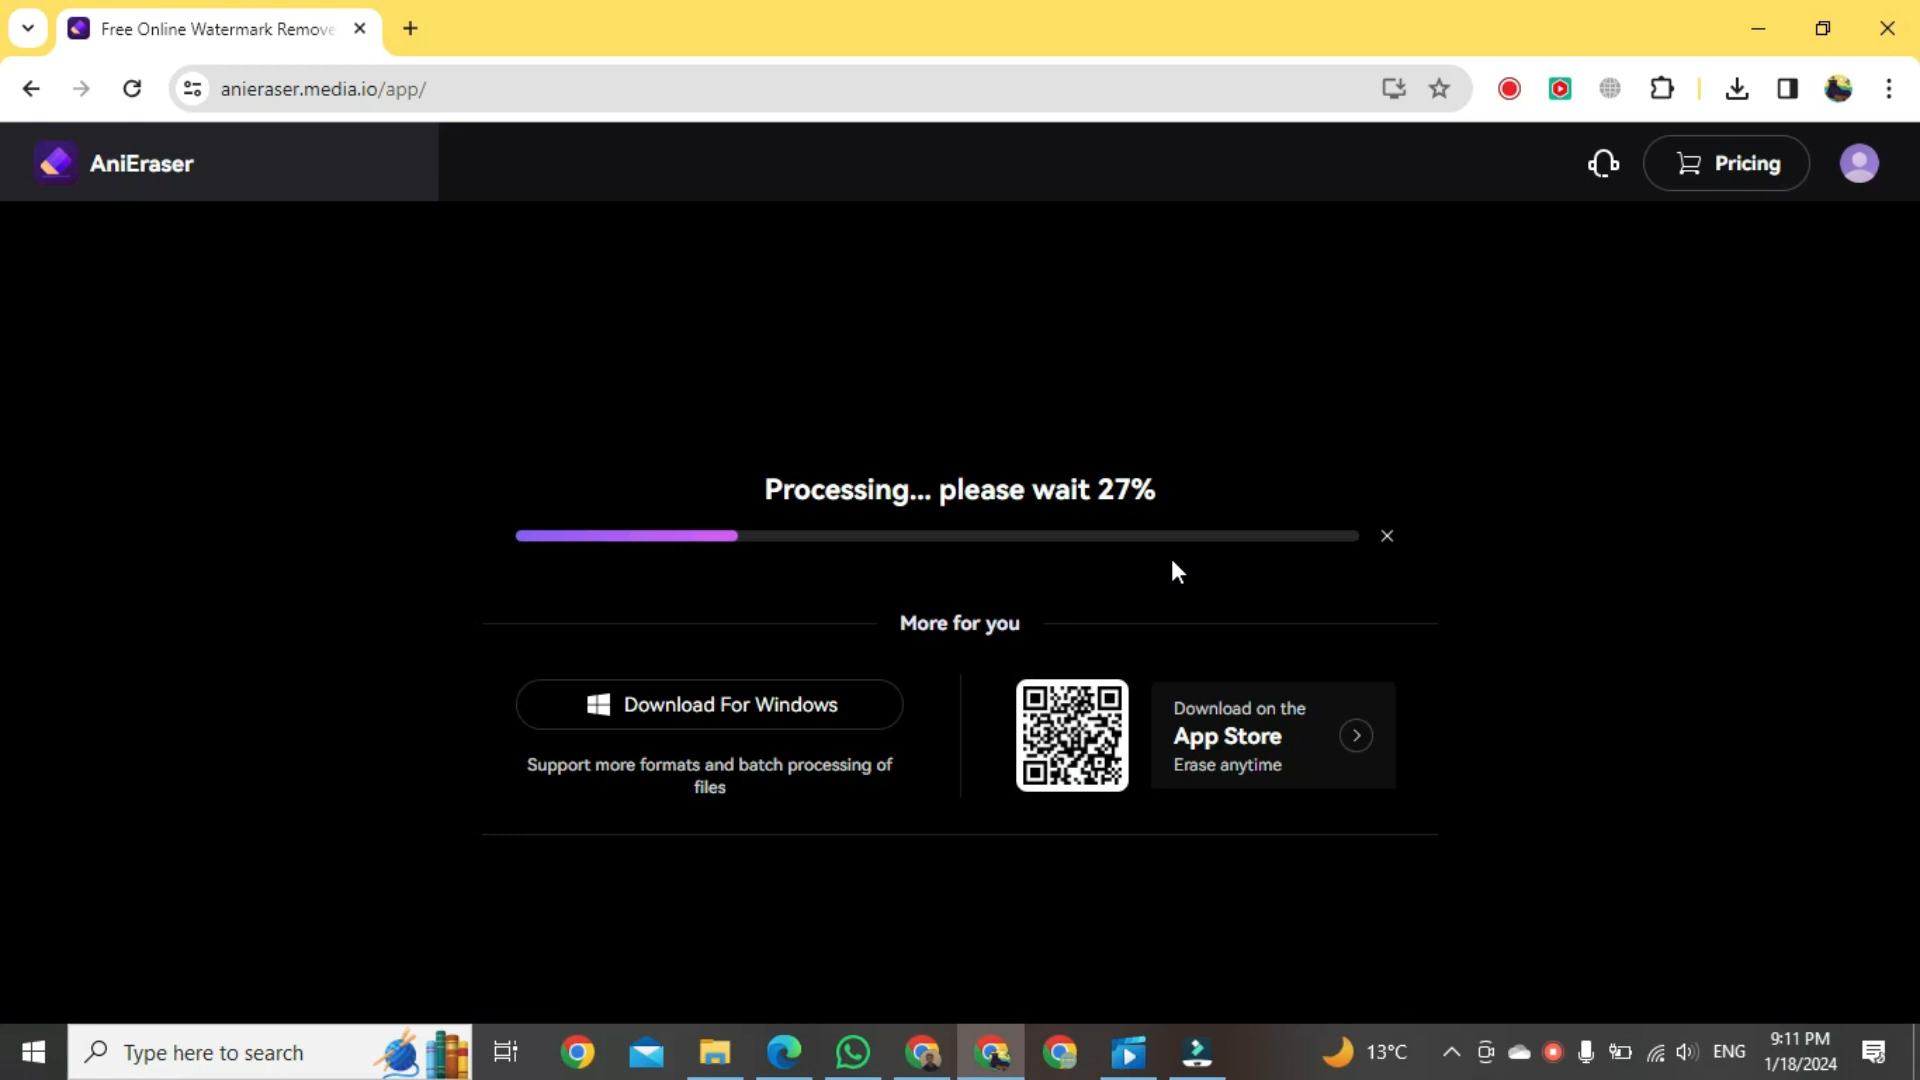 Free Online Watermark Remove
anieraser.media.io/app/
AniEraser
Pricing
Processing... please wait 27%
More for you
Download For Windows
Support more formats and batch processing of
files
Download on the
App Store
Erase anytime
Type here to search
13°C
ENG
9:11 PM
1/18/2024